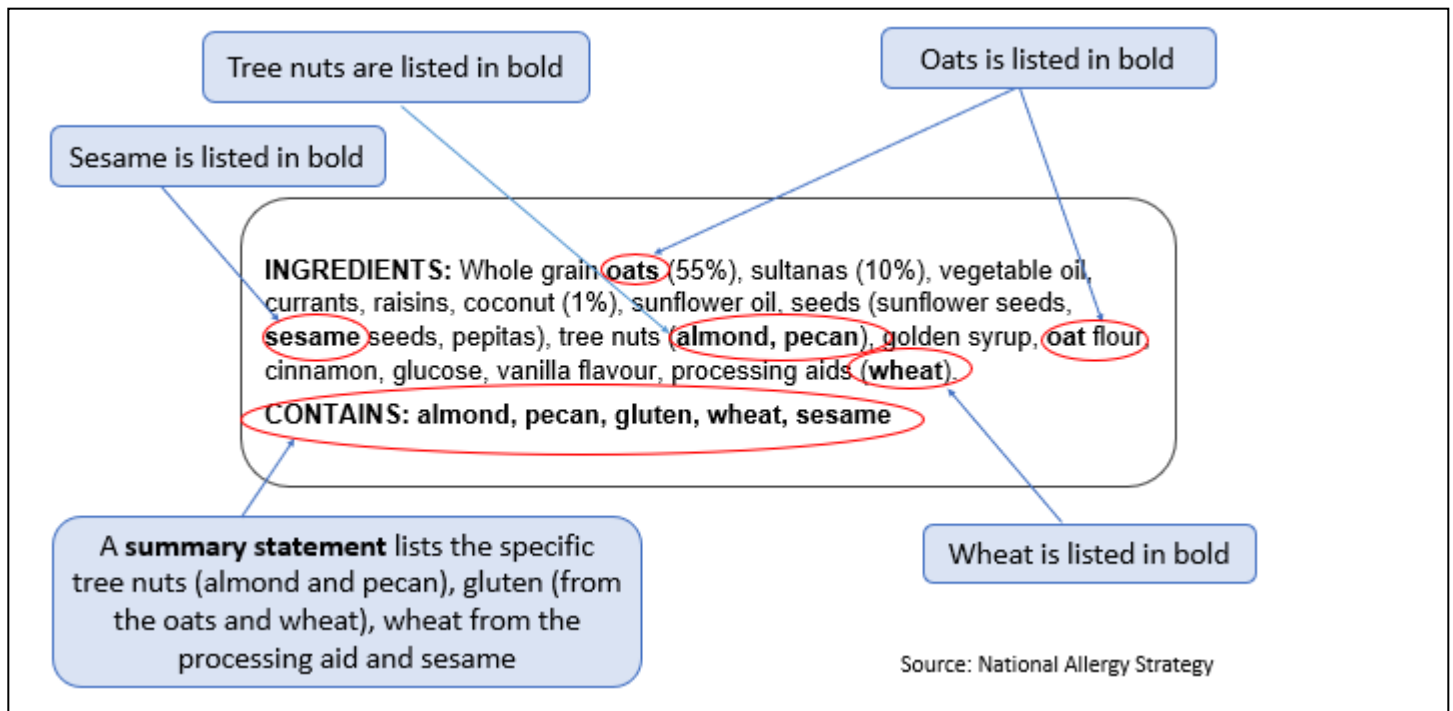 Tree nuts are listed in bold
Oats is listed in bold
Sesame is listed in bold
INGREDIENTS: Whole grain oats (55%), sultanas (10%), vegetable oil,
currants, raisins, coconut (1%), sunflower oil, seeds (sunflower seeds,
sesame seeds, pepitas), tree nuts (almond, pecan), golden syrup, oat flour,
cinnamon, glucose, vanilla flavour, processing aids (wheat).
CONTAINS: almond, pecan, gluten, wheat, sesame
A summary statement lists the specific
tree nuts (almond and pecan), gluten (from
the oats and wheat), wheat from the
processing aid and sesame
Wheat is listed in bold
Source: National Allergy Strategy